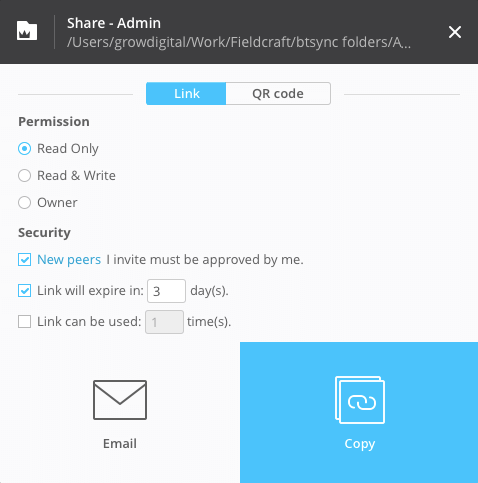 Share - Admin
/Users/growdigital/Work/Fieldcraft/btsync folders/A...
Link QR code
Permission
Read Only
Read & Write
Owner
Security
New peers I invite must be approved by me.
Link will expire in: 3 day(s).
Link can be used: 1 time(s).
Email Copy